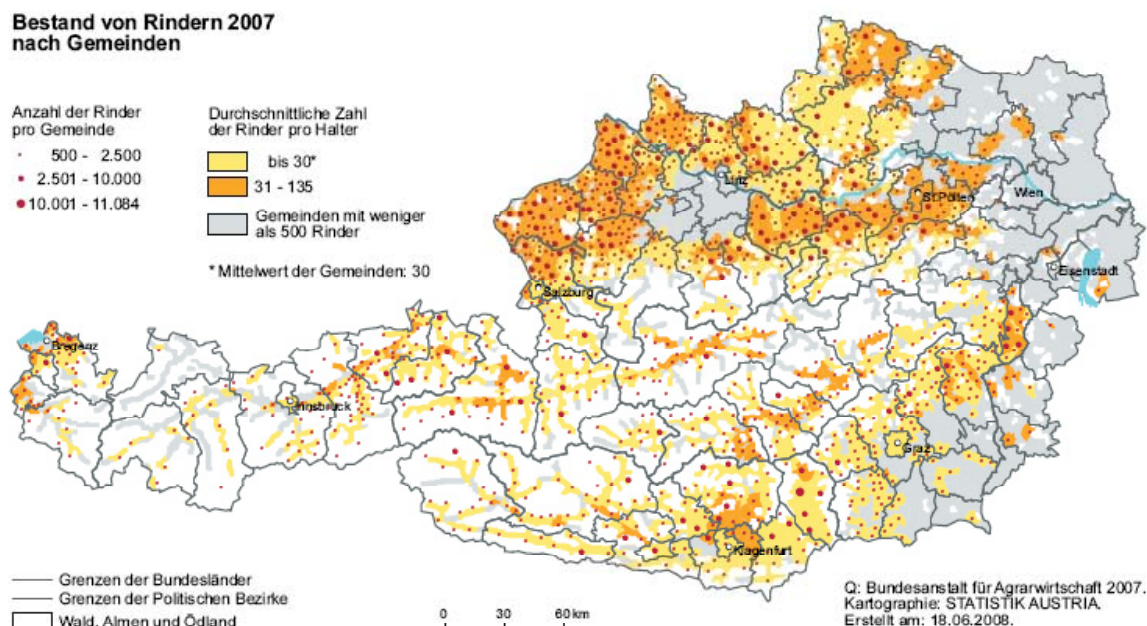 Bestand von Rindern 2007
nach Gemeinden
Anzahl der Rinder
pro Gemeinde
500 - 2.500
2.501 - 10.000
10.001 - 11.084
Durchschnittliche Zahl
der Rinder pro Halter
bis 30*
31 - 135
Gemeinden mit weniger
als 500 Rinder
* Mittelwert der Gemeinden: 30
Linz
St.Pölten
Wien
Eisenstadt
Salzburg
Bregenz
Innsbruck
Graz
Klagenfurt
Grenzen der Bundesländer
Grenzen der Politischen Bezirke
Wald, Almen und Ödland
0 30 60 km
Q: Bundesanstalt für Agrarwirtschaft 2007.
Kartographie: STATISTIK AUSTRIA.
Erstellt am: 18.06.2008.